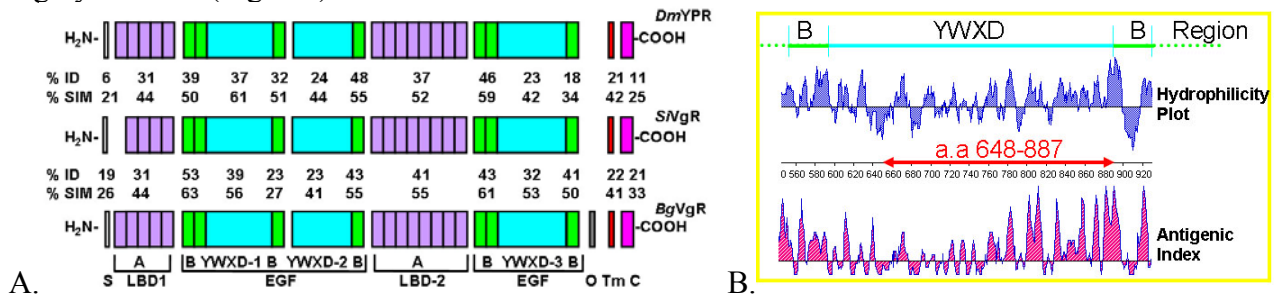 DmYPR
H2N- -COOH
% ID 6 31 39 37 32 24 48 37 46 23 18 21 11
% SIM 21 44 50 61 51 44 55 52 59 42 34 42 25
SiVgR
H2N- -COOH
% ID 19 31 53 39 23 23 43 41 43 32 41 22 21
% SIM 26 44 63 56 27 41 55 55 61 53 50 41 33
BgVgR
H2N- -COOH
A B YWXD-1 B YWXD-2 B A B YWXD-3 B
S LBD1 EGF LBD-2 EGF O Tm C
A.
B YWXD B Region
Hydrophilicity
Plot
a.a 648-887
0 560 580 600 620 640 660 680 700 720 740 760 780 800 820 840 860 880 900 920
Antigenic
Index
B.